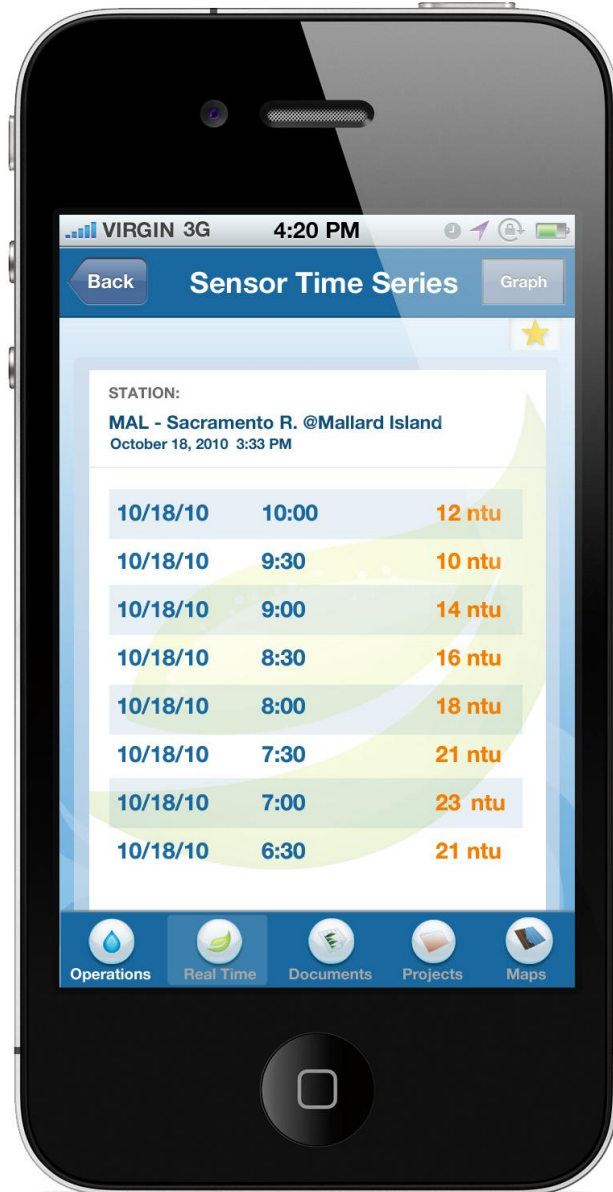 VIRGIN 3G 4:20 PM
Back Sensor Time Series Graph
STATION:
MAL - Sacramento R. @Mallard Island
October 18, 2010 3:33 PM
10/18/10 10:00 12 ntu
10/18/10 9:30 10 ntu
10/18/10 9:00 14 ntu
10/18/10 8:30 16 ntu
10/18/10 8:00 18 ntu
10/18/10 7:30 21 ntu
10/18/10 7:00 23 ntu
10/18/10 6:30 21 ntu
Operations Real Time Documents Projects Maps